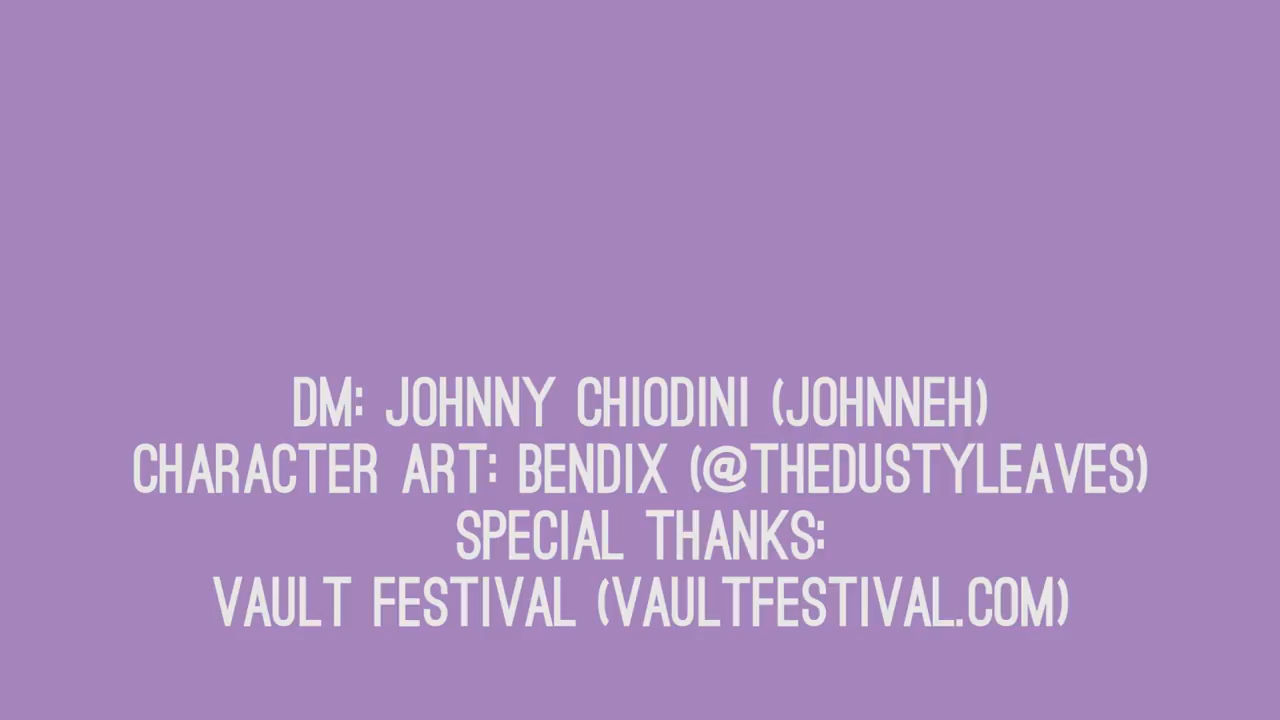 DM: JOHNNY CHIODINI (JOHNNEH)
CHARACTER ART: BENDIX (@THEDUSTYLEAVES)
SPECIAL THANKS:
VAULT FESTIVAL (VAULTFESTIVAL.COM)